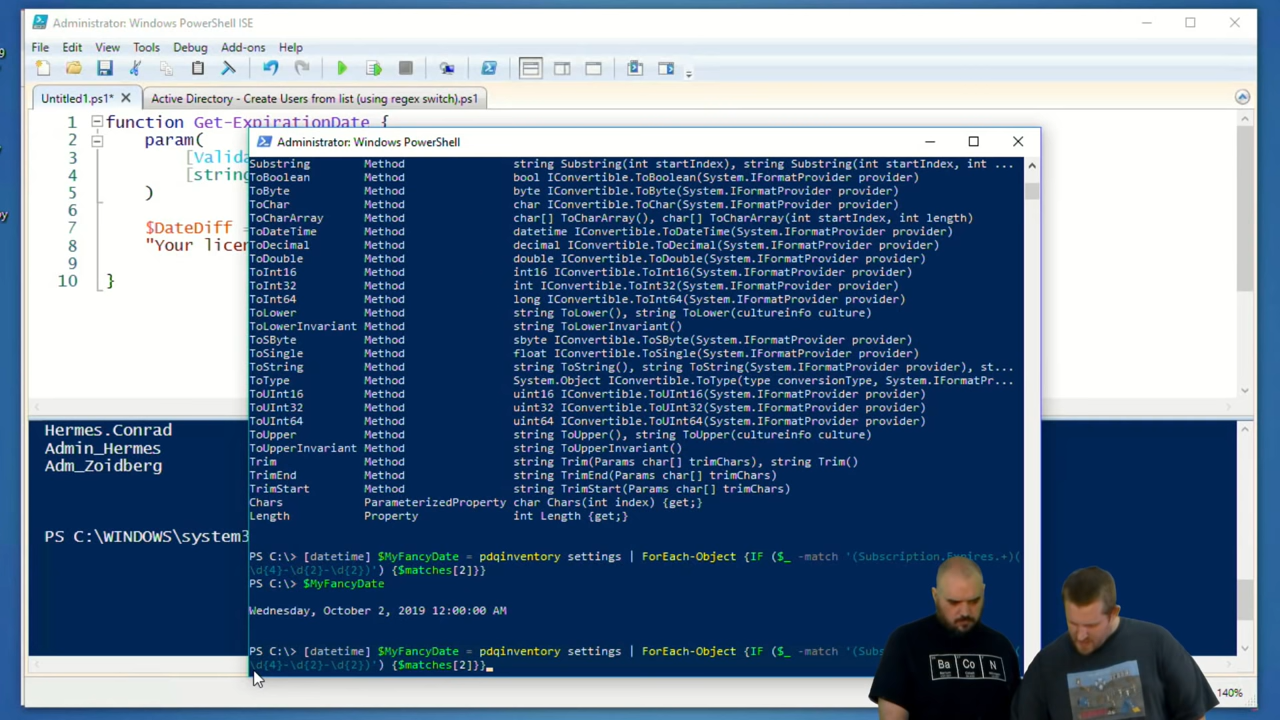 Administrator: Windows PowerShell ISE
File Edit View Tools Debug Add-ons Help
Untitled1.ps1* Active Directory - Create Users from list (using regex switch).ps1
1 function Get-ExpirationDate {
2 param(
3 [Valida
4 [string
5 )
6
7 $DateDiff =
8 "Your licen
9
10 }
Hermes.Conrad
Admin_Hermes
Adm_Zoidberg
PS C:\WINDOWS\system3
Administrator: Windows PowerShell
Substring Method string Substring(int startIndex), string Substring(int startIndex, int ...
ToBoolean Method bool IConvertible.ToBoolean(System.IFormatProvider provider)
ToByte Method byte IConvertible.ToByte(System.IFormatProvider provider)
ToChar Method char IConvertible.ToChar(System.IFormatProvider provider)
ToCharArray Method char[] ToCharArray(), char[] ToCharArray(int startIndex, int length)
ToDateTime Method datetime IConvertible.ToDateTime(System.IFormatProvider provider)
ToDecimal Method decimal IConvertible.ToDecimal(System.IFormatProvider provider)
ToDouble Method double IConvertible.ToDouble(System.IFormatProvider provider)
ToInt16 Method int16 IConvertible.ToInt16(System.IFormatProvider provider)
ToInt32 Method int IConvertible.ToInt32(System.IFormatProvider provider)
ToInt64 Method long IConvertible.ToInt64(System.IFormatProvider provider)
ToLower Method string ToLower(), string ToLower(cultureinfo culture)
ToLowerInvariant Method string ToLowerInvariant()
ToSByte Method sbyte IConvertible.ToSByte(System.IFormatProvider provider)
ToSingle Method float IConvertible.ToSingle(System.IFormatProvider provider)
ToString Method string ToString(), string ToString(System.IFormatProvider provider), st...
ToType Method System.Object IConvertible.ToType(type conversionType, System.IFormatPr...
ToUInt16 Method uint16 IConvertible.ToUInt16(System.IFormatProvider provider)
ToUInt32 Method uint32 IConvertible.ToUInt32(System.IFormatProvider provider)
ToUInt64 Method uint64 IConvertible.ToUInt64(System.IFormatProvider provider)
ToUpper Method string ToUpper(), string ToUpper(cultureinfo culture)
ToUpperInvariant Method string ToUpperInvariant()
Trim Method string Trim(Params char[] trimChars), string Trim()
TrimEnd Method string TrimEnd(Params char[] trimChars)
TrimStart Method string TrimStart(Params char[] trimChars)
Chars ParameterizedProperty char Chars(int index) {get;}
Length Property int Length {get;}
PS C:\> [datetime] $MyFancyDate = pdqinventory settings | ForEach-Object {IF ($_ -match '(Subscription.Expires.+)(
\d{4}-\d{2}-\d{2})') {$matches[2]}}
PS C:\> $MyFancyDate
Wednesday, October 2, 2019 12:00:00 AM
PS C:\> [datetime] $MyFancyDate = pdqinventory settings | ForEach-Object {IF ($_ -match '(Subs
\d{4}-\d{2}-\d{2})') {$matches[2]}}_
Ba Co N
140%